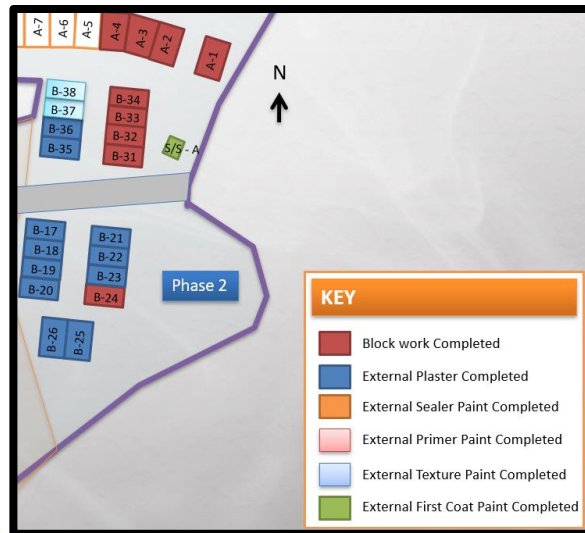 A-7
A-6
A-5
A-4
A-3
A-2
A-1
N
B-38
B-37
B-36
B-35
B-34
B-33
B-32
B-31
S/S - A
B-17
B-18
B-19
B-20
B-21
B-22
B-23
B-24
B-26
B-25
Phase 2
KEY
Block work Completed
External Plaster Completed
External Sealer Paint Completed
External Primer Paint Completed
External Texture Paint Completed
External First Coat Paint Completed